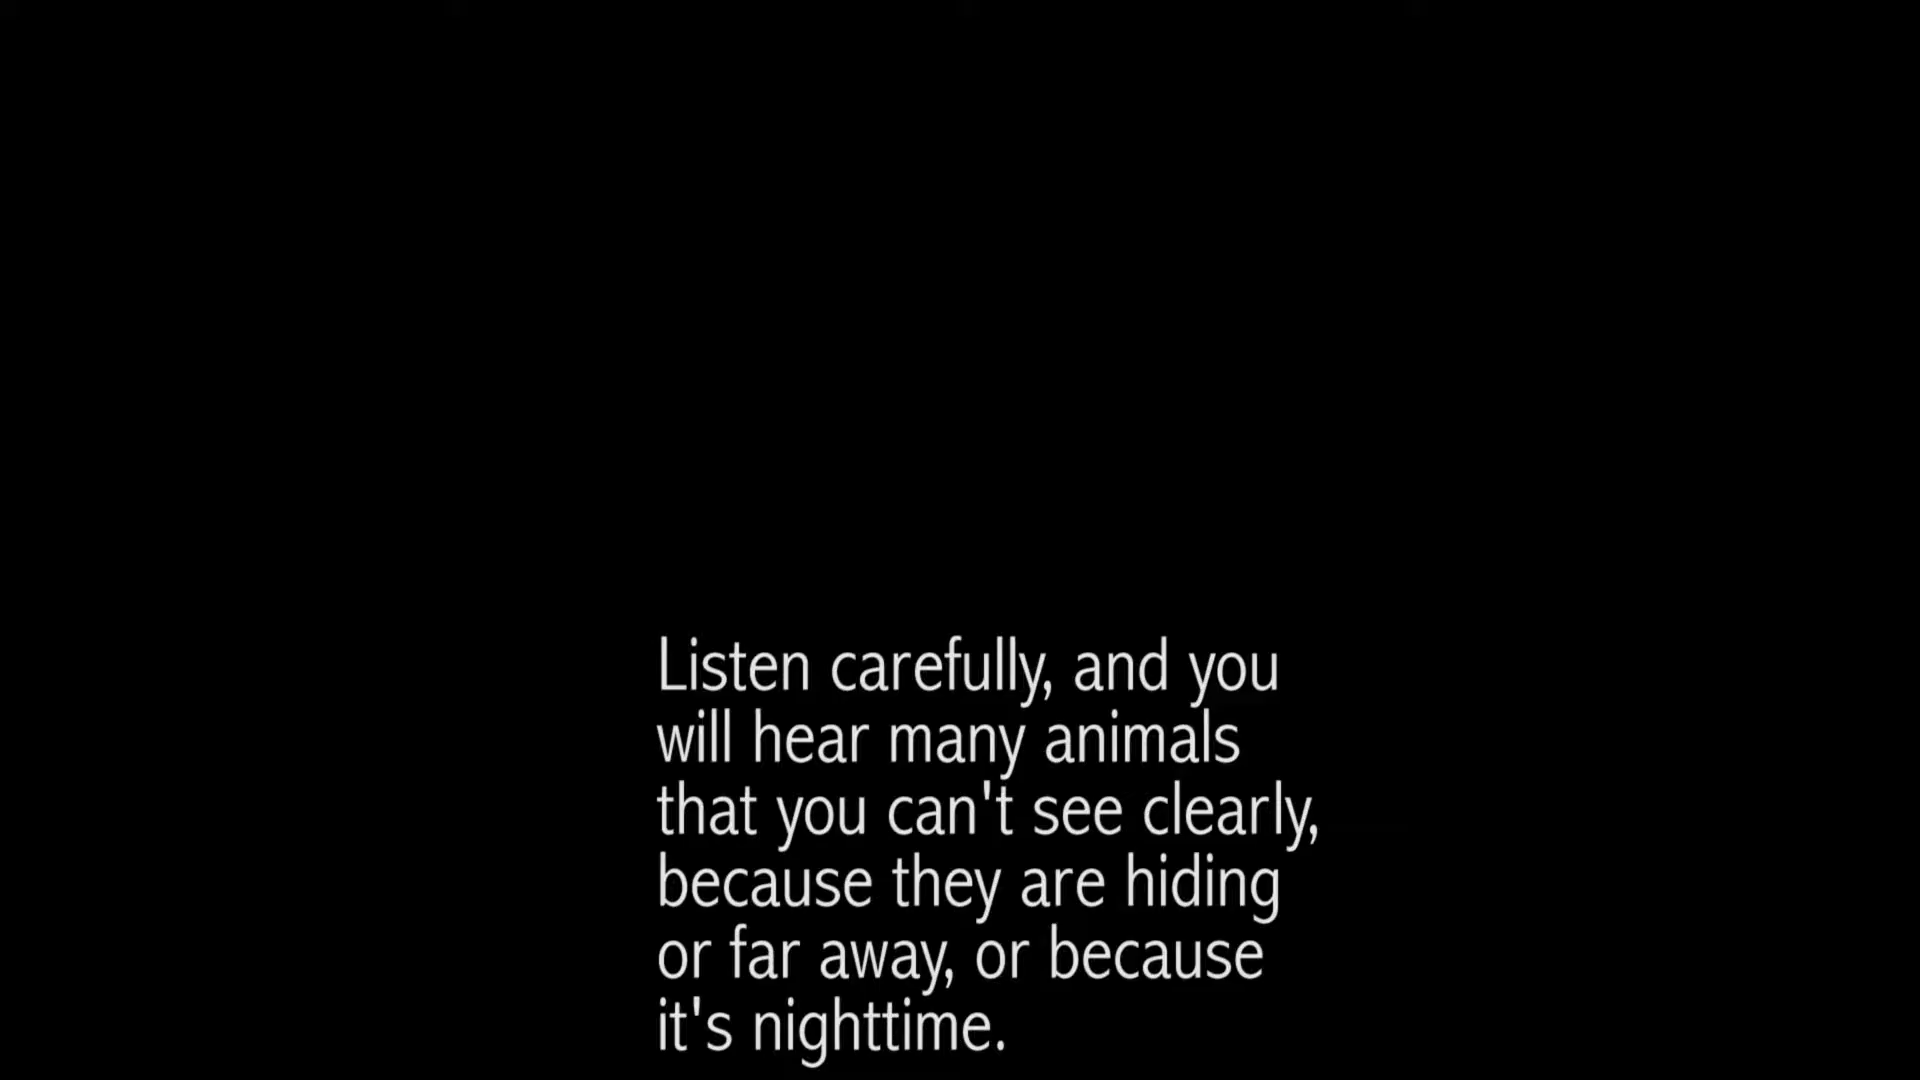 Listen carefully, and you
will hear many animals
that you can't see clearly,
because they are hiding
or far away, or because
it's nighttime.